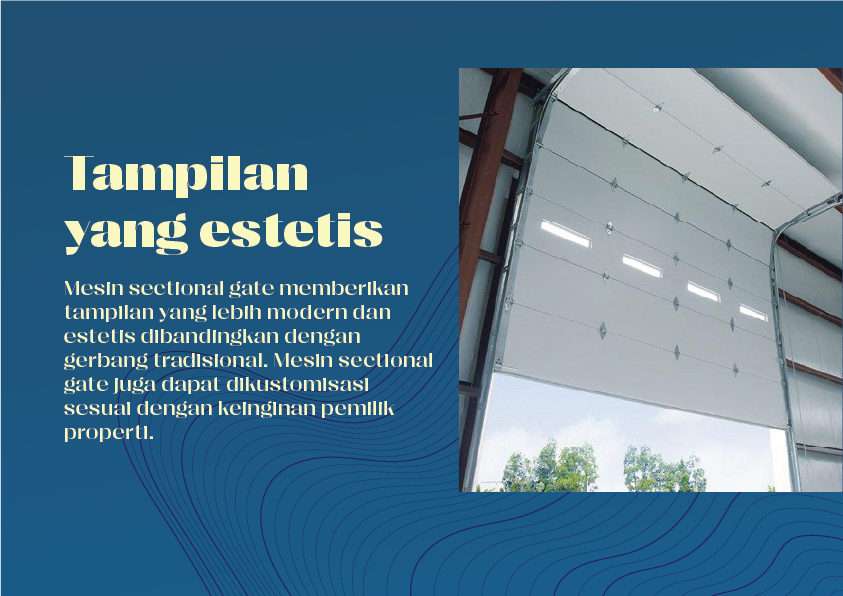 Tampilan
yang estetis
Mesin sectional gate memberikan
tampilan yang lebih modern dan
estetis dibandingkan dengan
gerbang tradisional. Mesin sectional
gate juga dapat dikustomisasi
sesuai dengan keinginan pemilik
properti.